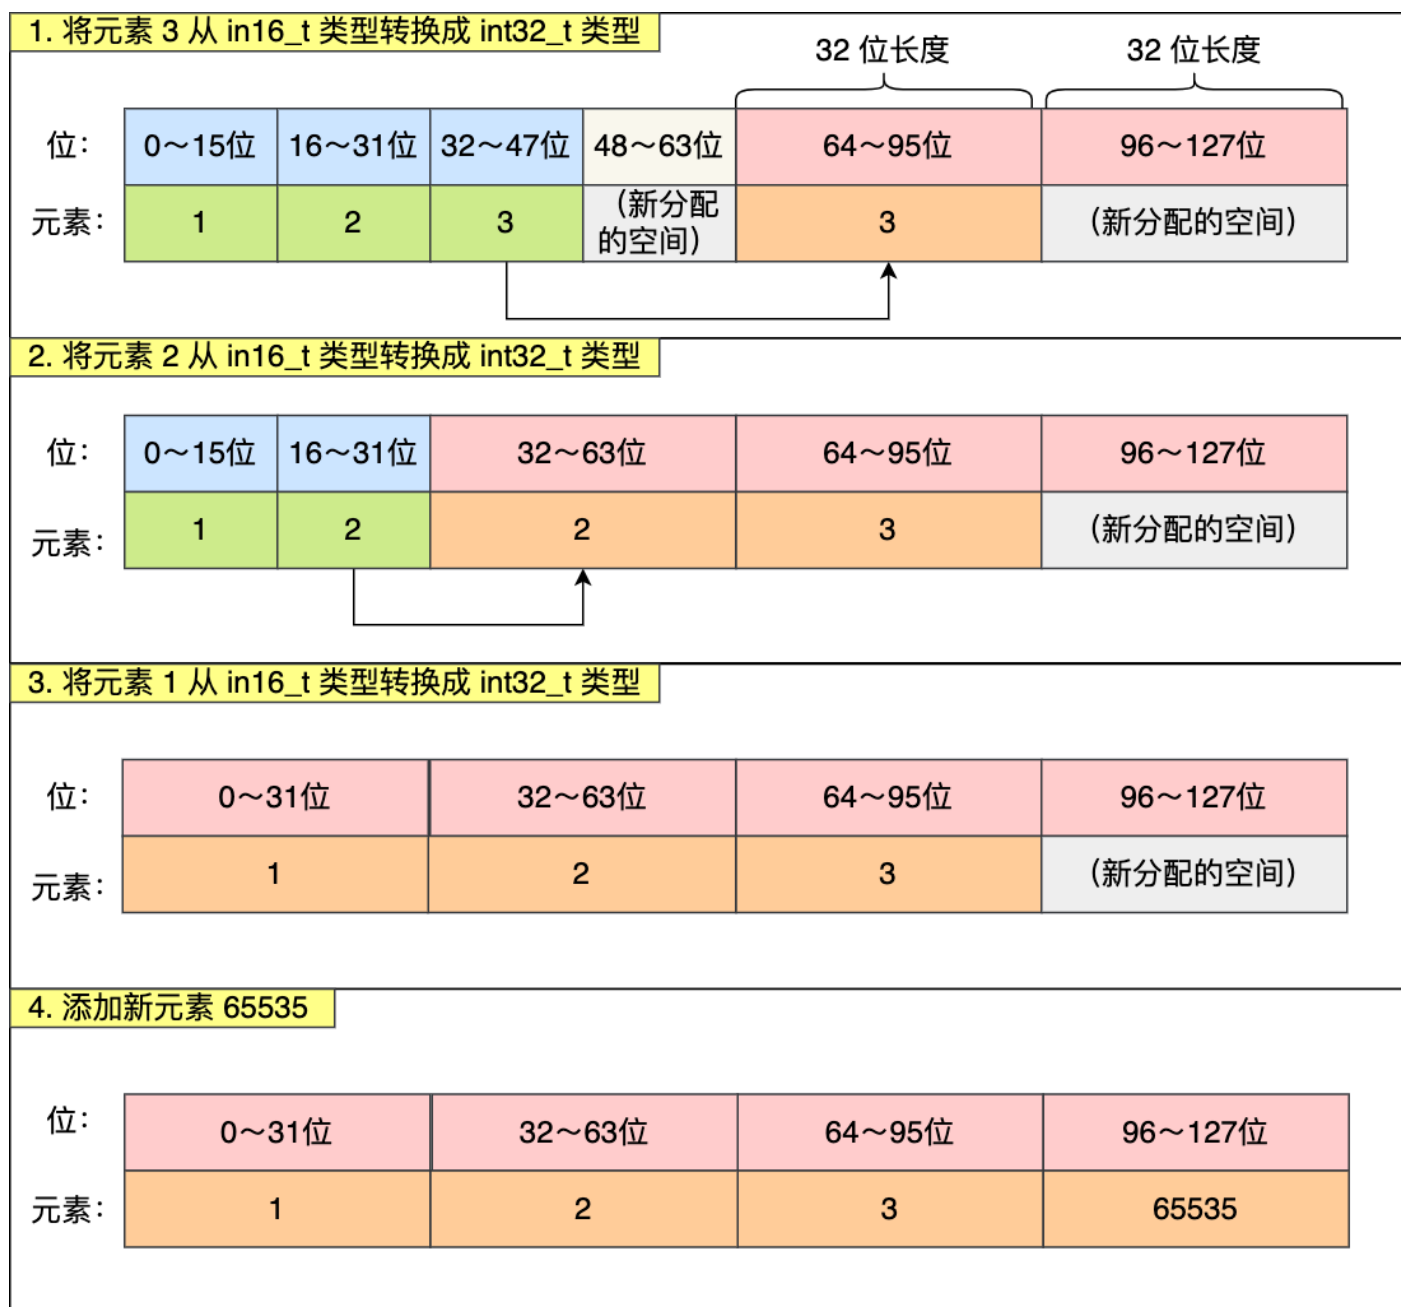 1. 将元素 3 从 in16_t 类型转换成 int32_t 类型
32 位长度 32 位长度
位： 0～15位 16～31位 32～47位 48～63位 64～95位 96～127位
元素： 1 2 3 （新分配的空间） 3 （新分配的空间）
2. 将元素 2 从 in16_t 类型转换成 int32_t 类型
位： 0～15位 16～31位 32～63位 64～95位 96～127位
元素： 1 2 2 3 （新分配的空间）
3. 将元素 1 从 in16_t 类型转换成 int32_t 类型
位： 0～31位 32～63位 64～95位 96～127位
元素： 1 2 3 （新分配的空间）
4. 添加新元素 65535
位： 0～31位 32～63位 64～95位 96～127位
元素： 1 2 3 65535